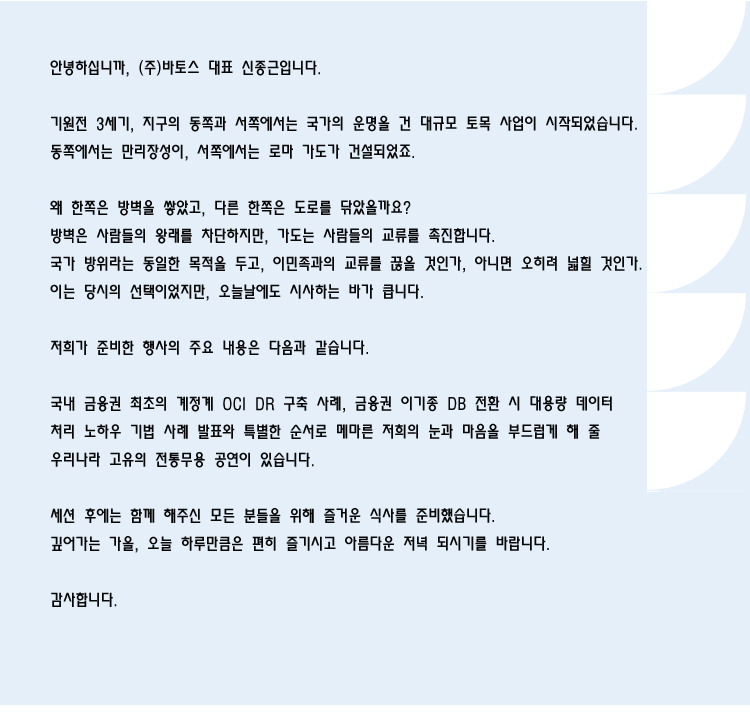 안녕하십니까, (주)바토스 대표 신종근입니다.
기원전 3세기, 지구의 동쪽과 서쪽에서는 국가의 운명을 건 대규모 토목 사업이 시작되었습니다.
동쪽에서는 만리장성이, 서쪽에서는 로마 가도가 건설되었죠.
왜 한쪽은 방벽을 쌓았고, 다른 한쪽은 도로를 닦았을까요?
방벽은 사람들의 왕래를 차단하지만, 가도는 사람들의 교류를 촉진합니다.
국가 방위라는 동일한 목적을 두고, 이민족과의 교류를 끊을 것인가, 아니면 오히려 넓힐 것인가.
이는 당시의 선택이었지만, 오늘날에도 시사하는 바가 큽니다.
저희가 준비한 행사의 주요 내용은 다음과 같습니다.
국내 금융권 최초의 계정계 OCI DR 구축 사례, 금융권 이기종 DB 전환 시 대용량 데이터
처리 노하우 기법 사례 발표와 특별한 순서로 메마른 저희의 눈과 마음을 부드럽게 해 줄
우리나라 고유의 전통무용 공연이 있습니다.
세션 후에는 함께 해주신 모든 분들을 위해 즐거운 식사를 준비했습니다.
깊어가는 가을, 오늘 하루만큼은 편히 즐기시고 아름다운 저녁 되시기를 바랍니다.
감사합니다.